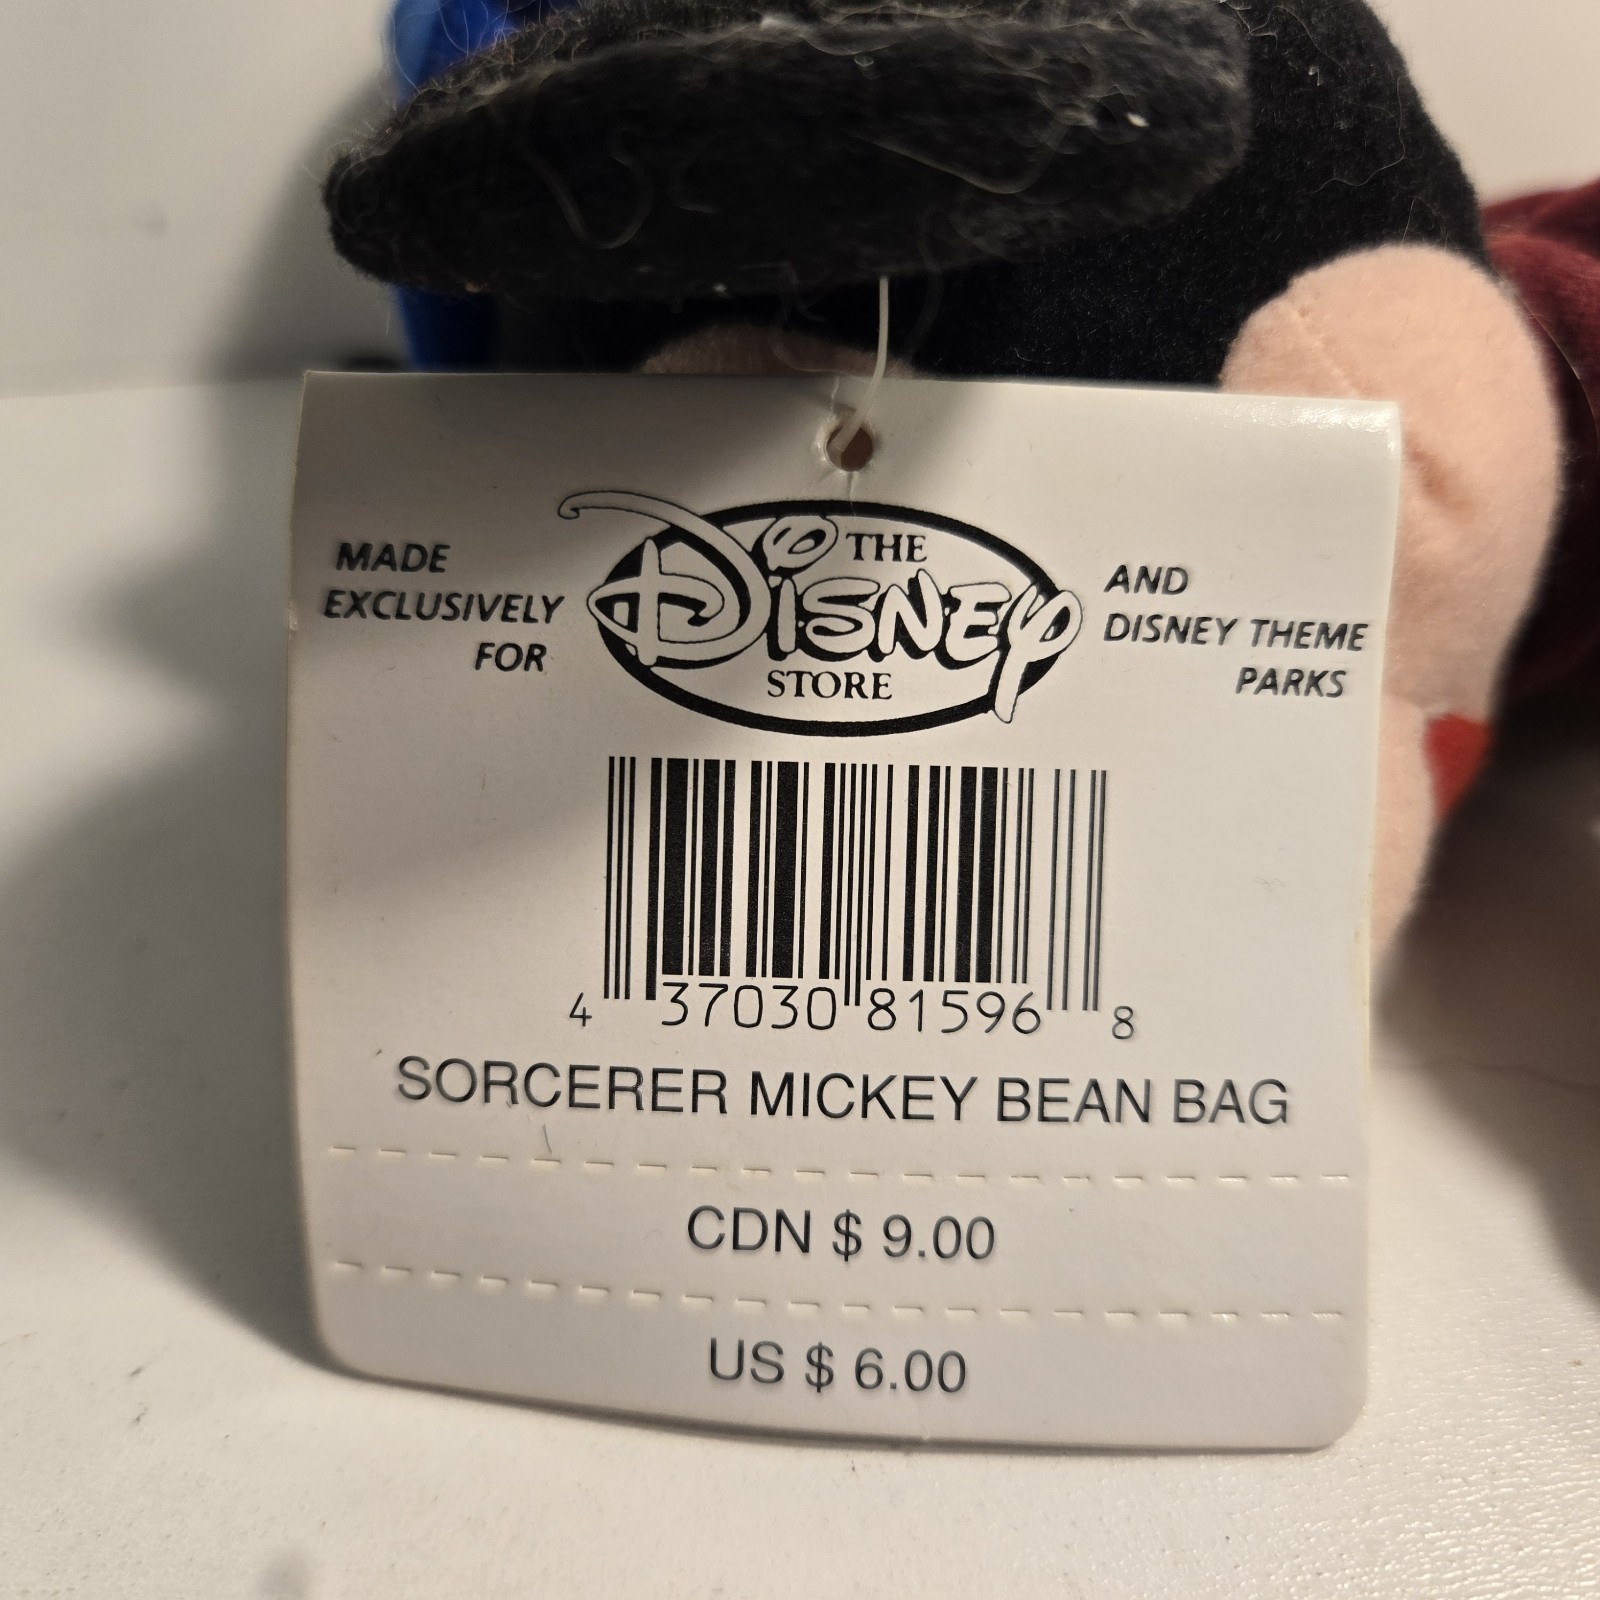 MADE
EXCLUSIVELY
FOR
THE
DISNEY
STORE
AND
DISNEY THEME
PARKS
4 37030 81596 8
SORCERER MICKEY BEAN BAG
CDN $ 9.00
US $ 6.00